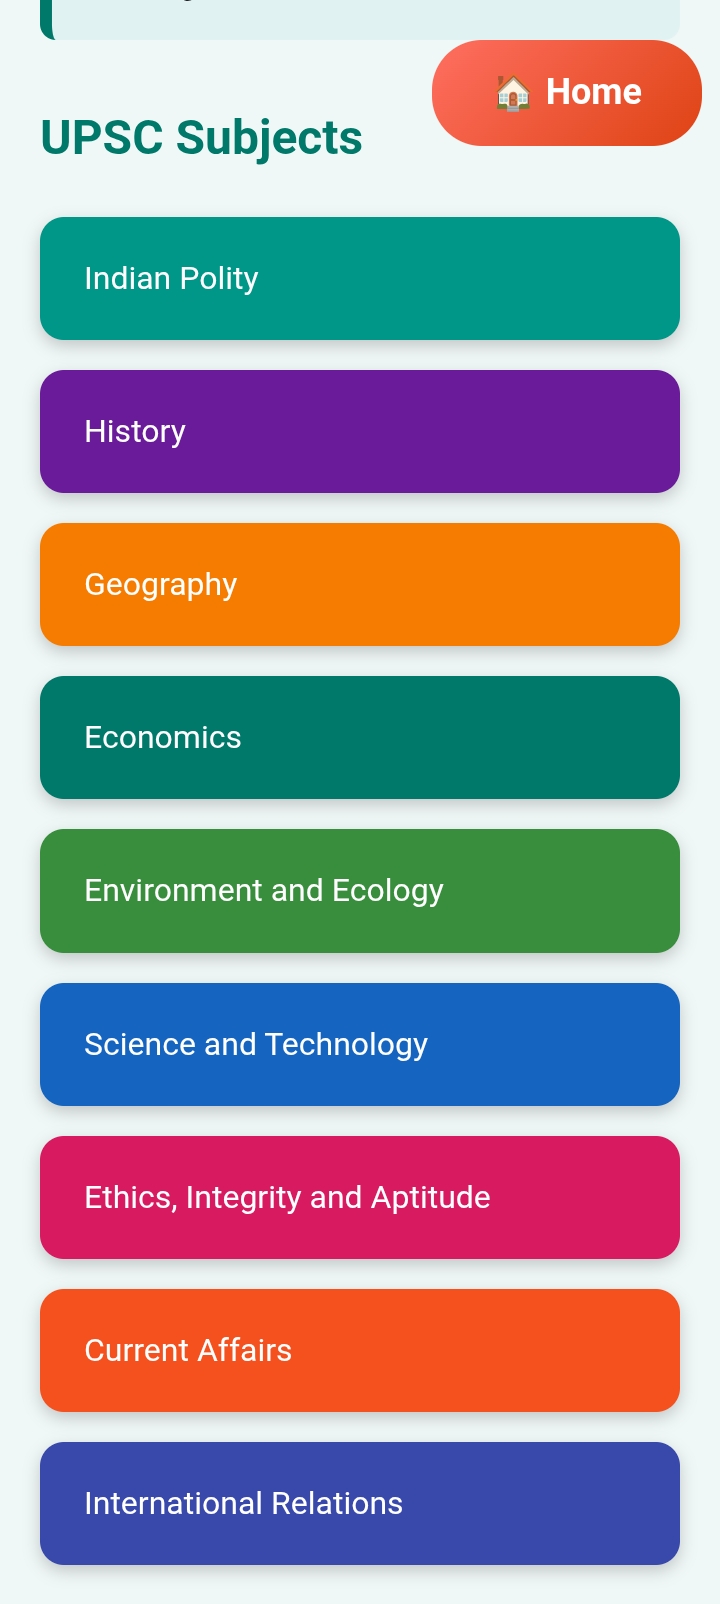 🏠 Home
UPSC Subjects
Indian Polity
History
Geography
Economics
Environment and Ecology
Science and Technology
Ethics, Integrity and Aptitude
Current Affairs
International Relations